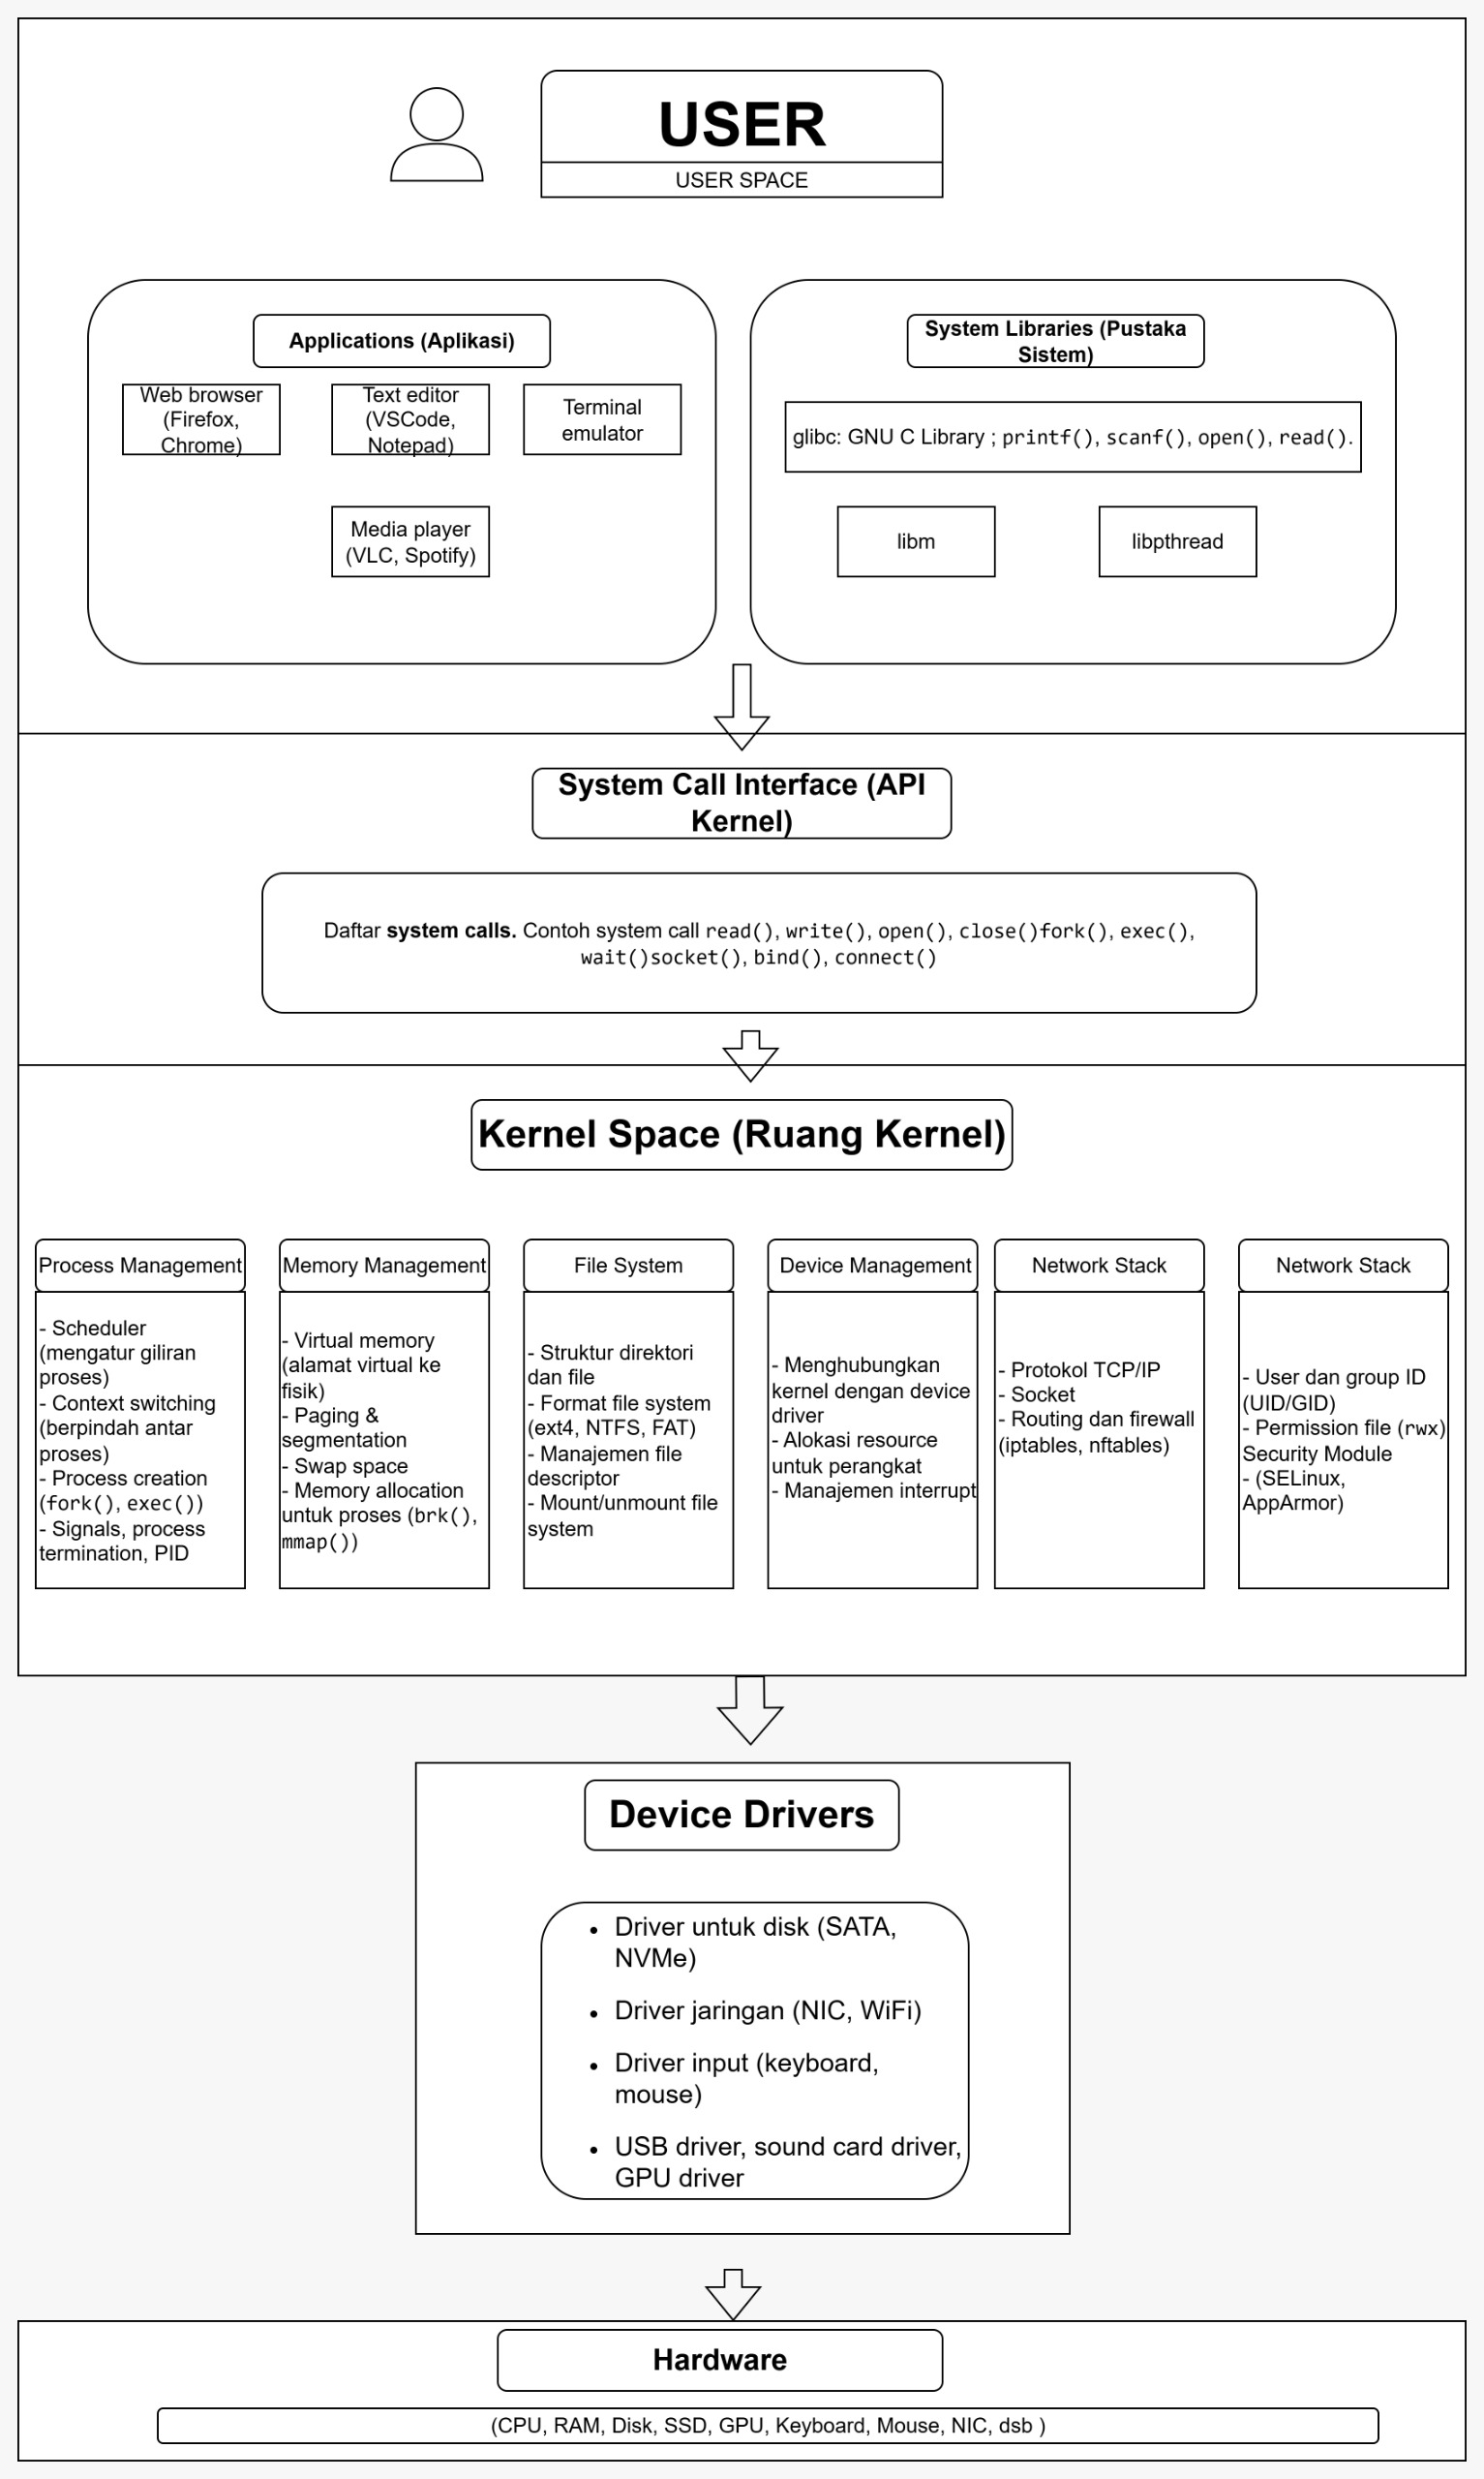 USER
USER SPACE
Applications (Aplikasi)
Web browser
(Firefox,
Chrome)
Text editor
(VSCode,
Notepad)
Terminal
emulator
Media player
(VLC, Spotify)
System Libraries (Pustaka
Sistem)
glibc: GNU C Library ; printf(), scanf(), open(), read().
libm
libpthread
System Call Interface (API
Kernel)
Daftar system calls. Contoh system call read(), write(), open(), close()fork(), exec(),
wait()socket(), bind(), connect()
Kernel Space (Ruang Kernel)
Process Management
- Scheduler
(mengatur giliran
proses)
- Context switching
(berpindah antar
proses)
- Process creation
(fork(), exec())
- Signals, process
termination, PID
Memory Management
- Virtual memory
(alamat virtual ke
fisik)
- Paging &
segmentation
- Swap space
- Memory allocation
untuk proses (brk(),
mmap())
File System
- Struktur direktori
dan file
- Format file system
(ext4, NTFS, FAT)
- Manajemen file
descriptor
- Mount/unmount file
system
Device Management
- Menghubungkan
kernel dengan device
driver
- Alokasi resource
untuk perangkat
- Manajemen interrupt
Network Stack
- Protokol TCP/IP
- Socket
- Routing dan firewall
(iptables, nftables)
Network Stack
- User dan group ID
(UID/GID)
- Permission file (rwx)
Security Module
- (SELinux,
AppArmor)
Device Drivers
• Driver untuk disk (SATA,
NVMe)
• Driver jaringan (NIC, WiFi)
• Driver input (keyboard,
mouse)
• USB driver, sound card driver,
GPU driver
Hardware
(CPU, RAM, Disk, SSD, GPU, Keyboard, Mouse, NIC, dsb )